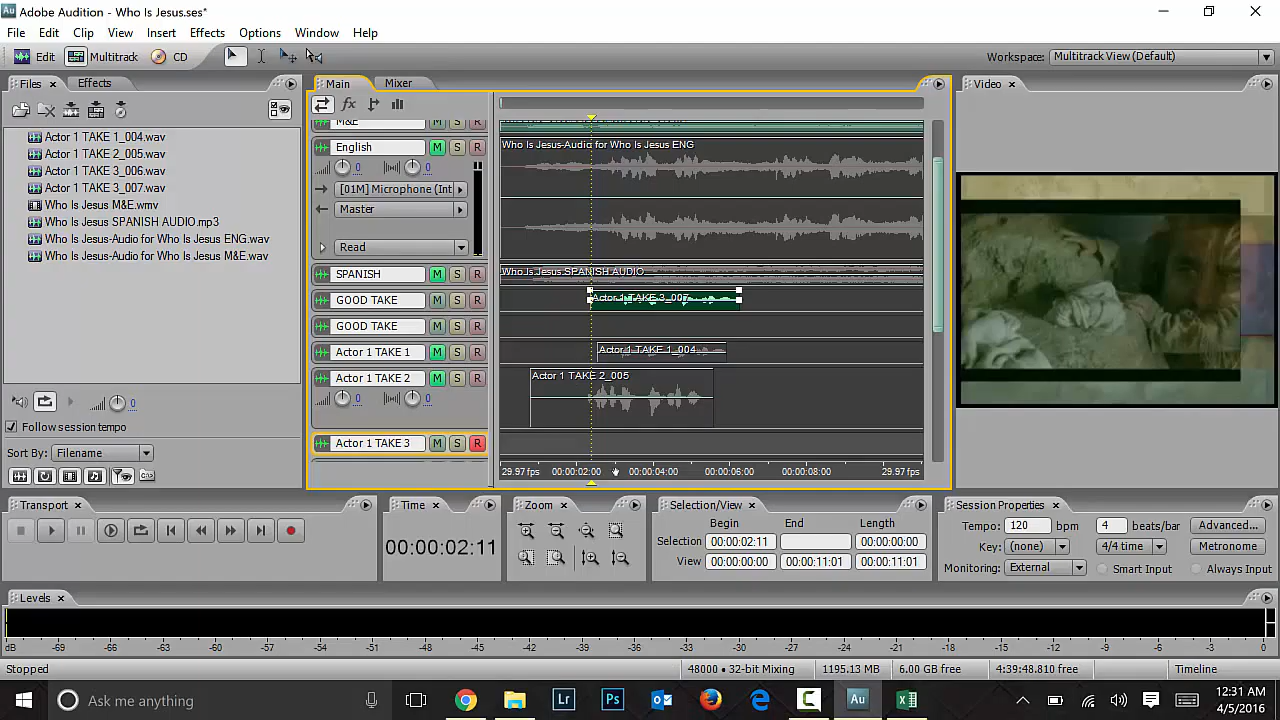 Au Adobe Audition - Who Is Jesus.ses*
File Edit View Insert Effects Options Window Help
Edit Multitrack CD
Workspace: Multitrack View (Default)
Files Effects
Actor 1 TAKE 1_004.wav
Actor 1 TAKE 2_005.wav
Actor 1 TAKE 3_006.wav
Actor 1 TAKE 3_007.wav
Who Is Jesus M&E.wmv
Who Is Jesus SPANISH AUDIO.mp3
Who Is Jesus-Audio for Who Is Jesus ENG.wav
Who Is Jesus-Audio for Who Is Jesus M&E.wav
0
Follow session tempo
Sort By: Filename
Main Mixer
fx
M&E M S R
English M S R
0 0
[01M] Microphone (Int
Master
Read
SPANISH M S R
GOOD TAKE M S R
GOOD TAKE M S R
Actor 1 TAKE 1 M S R
Actor 1 TAKE 2 M S R
0 0
Actor 1 TAKE 3 M S R
Who Is Jesus-Audio for Who Is Jesus ENG
Who Is Jesus SPANISH AUDIO
Actor 1 TAKE 3_007
Actor 1 TAKE 1_004
Actor 1 TAKE 2_005
29.97 fps 00:00:02:00 00:00:04:00 00:00:06:00 00:00:08:00 29.97 fps
Video
Transport
Time
00:00:02:11
Zoom
Selection/View
Begin End Length
Selection 00:00:02:11 00:00:00:00
View 00:00:00:00 00:00:11:01 00:00:11:01
Session Properties
Tempo: 120 bpm 4 beats/bar Advanced...
Key: (none) 4/4 time Metronome
Monitoring: External Smart Input Always Input
Levels
dB -69 -66 -63 -60 -57 -54 -51 -48 -45 -42 -39 -36 -33 -30 -27 -24 -21 -18 -15 -12 -9 -6 -3 0
Stopped 48000 • 32-bit Mixing 1195.13 MB 6.00 GB free 4:39:48.810 free Timeline
Ask me anything
Lr Ps Au
12:31 AM
4/5/2016